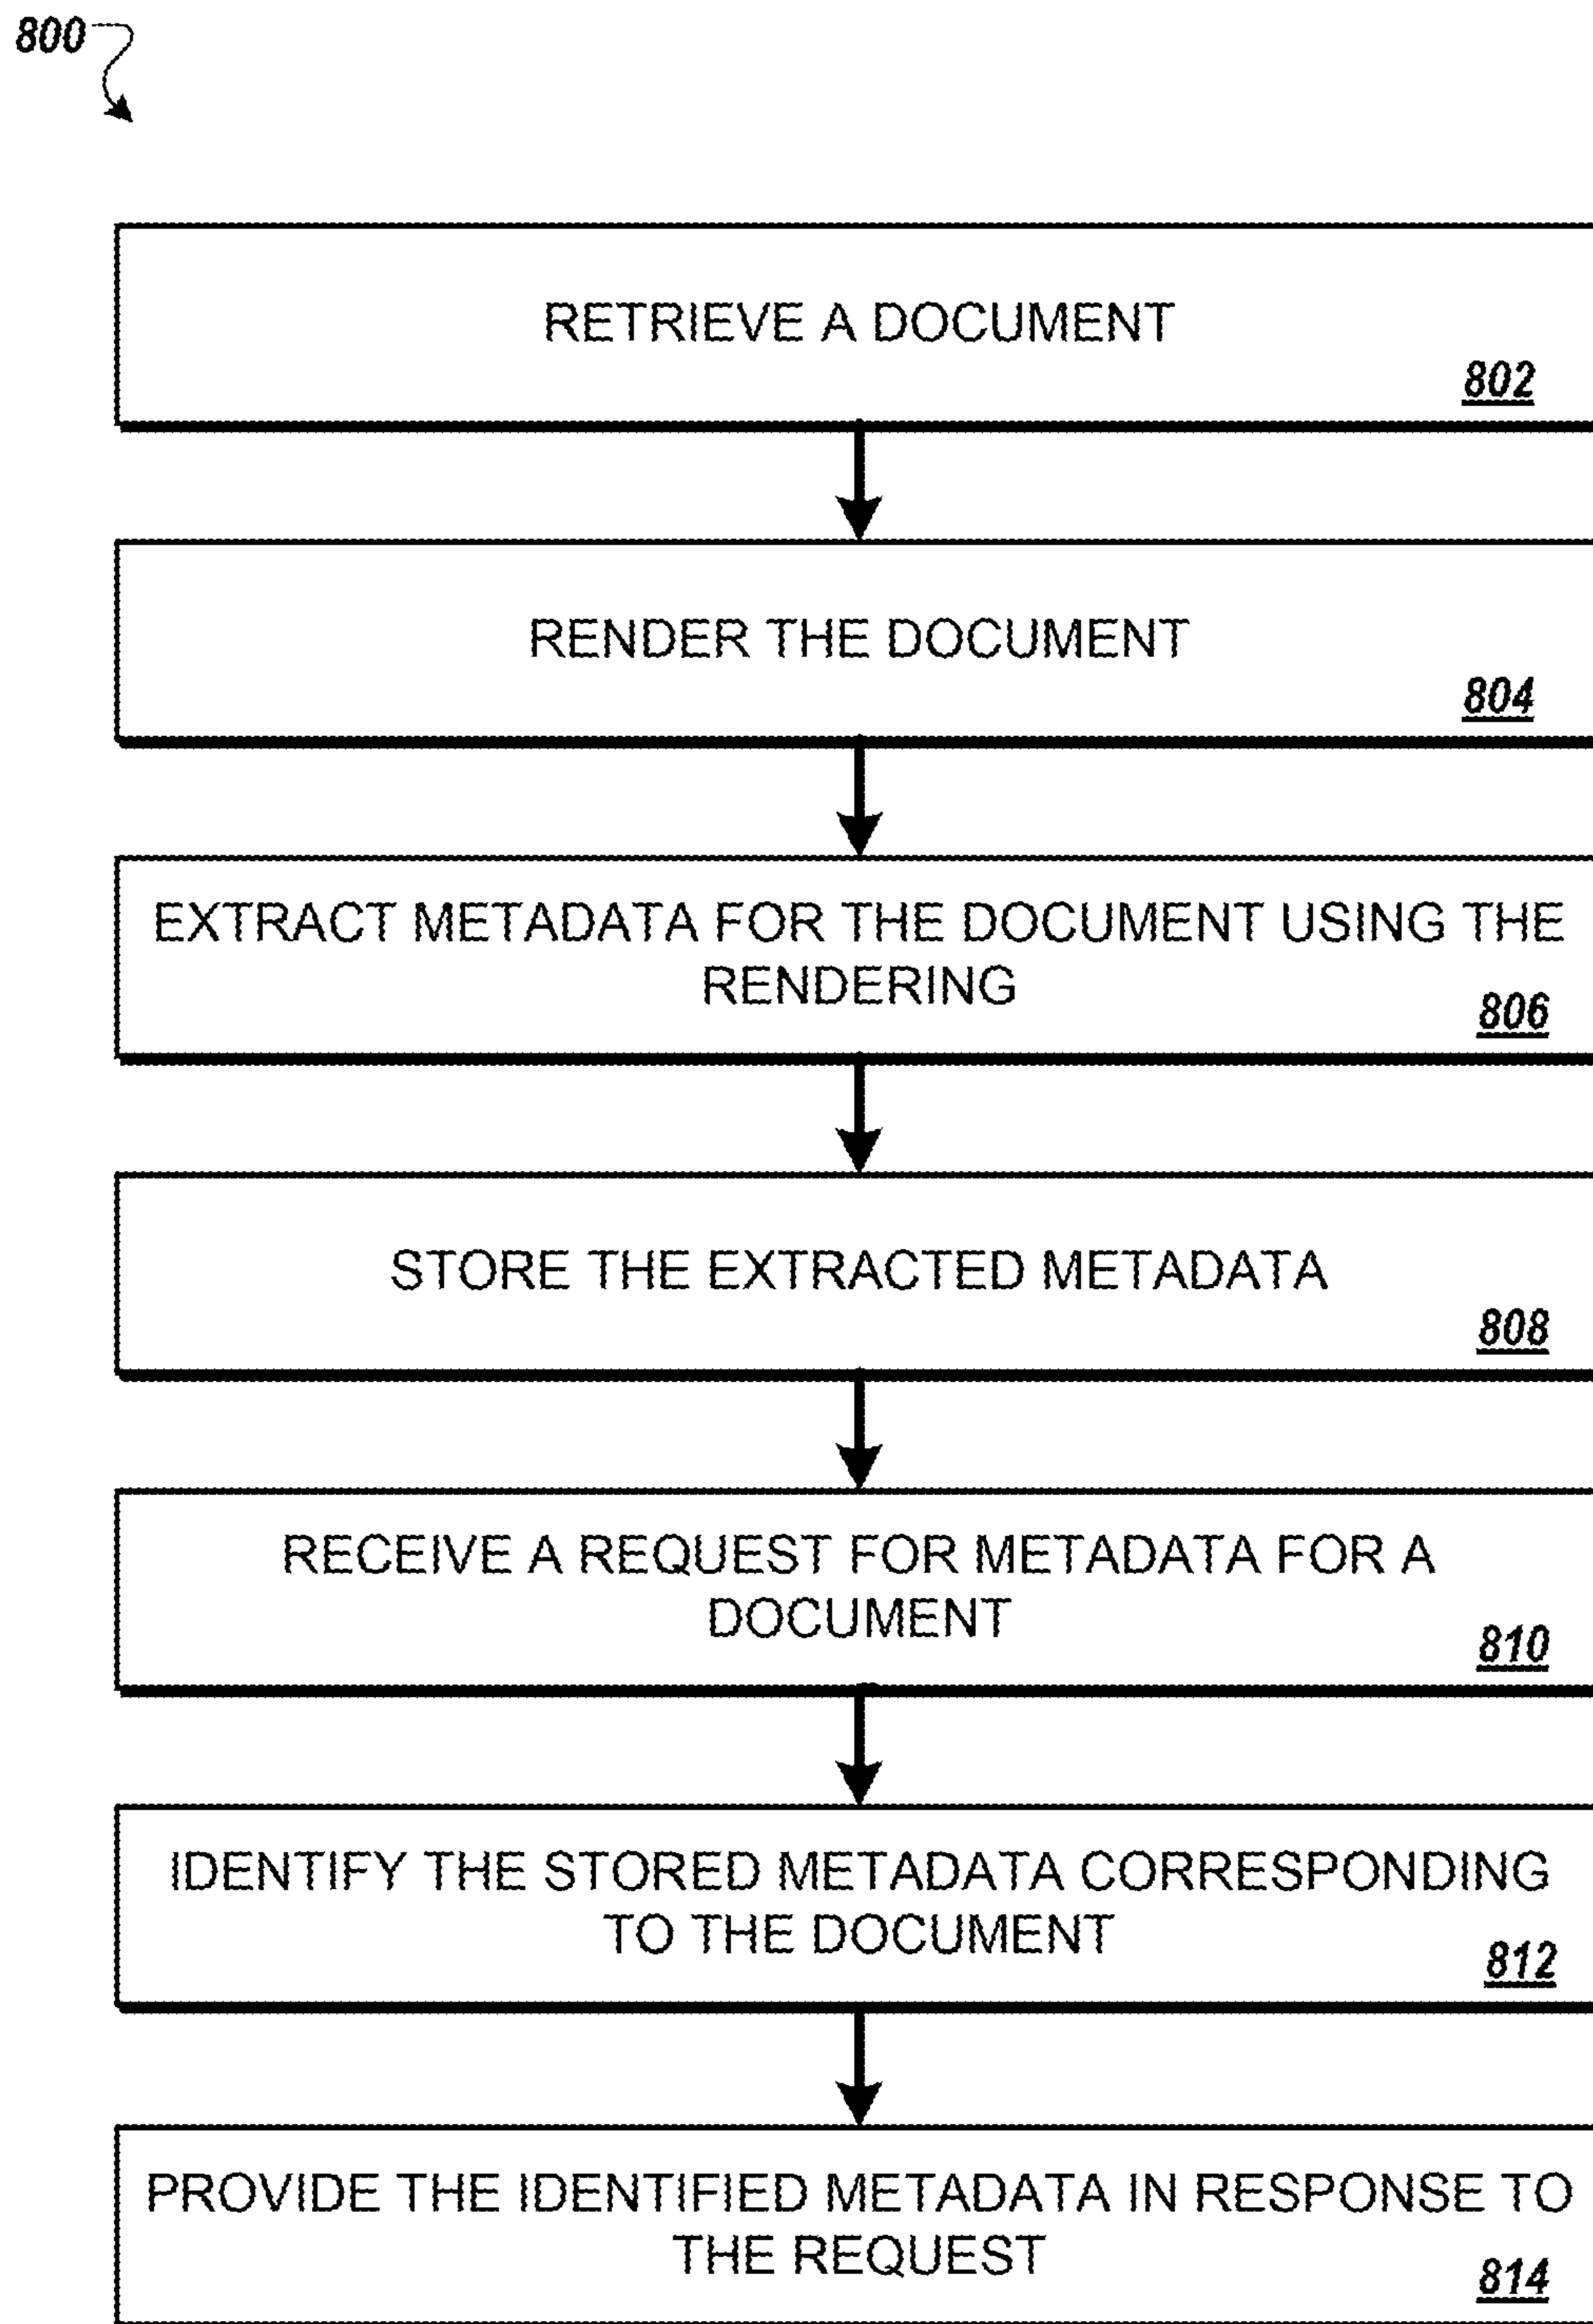 800
RETRIEVE A DOCUMENT
802
RENDER THE DOCUMENT
804
EXTRACT METADATA FOR THE DOCUMENT USING THE
RENDERING
806
STORE THE EXTRACTED METADATA
808
RECEIVE A REQUEST FOR METADATA FOR A
DOCUMENT
810
IDENTIFY THE STORED METADATA CORRESPONDING
TO THE DOCUMENT
812
PROVIDE THE IDENTIFIED METADATA IN RESPONSE TO
THE REQUEST
814